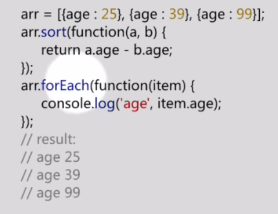 arr = [{age : 25}, {age : 39}, {age : 99}];
arr.sort(function(a, b) {
return a.age - b.age;
});
arr.forEach(function(item) {
console.log('age', item.age);
});
// result:
// age 25
// age 39
// age 99